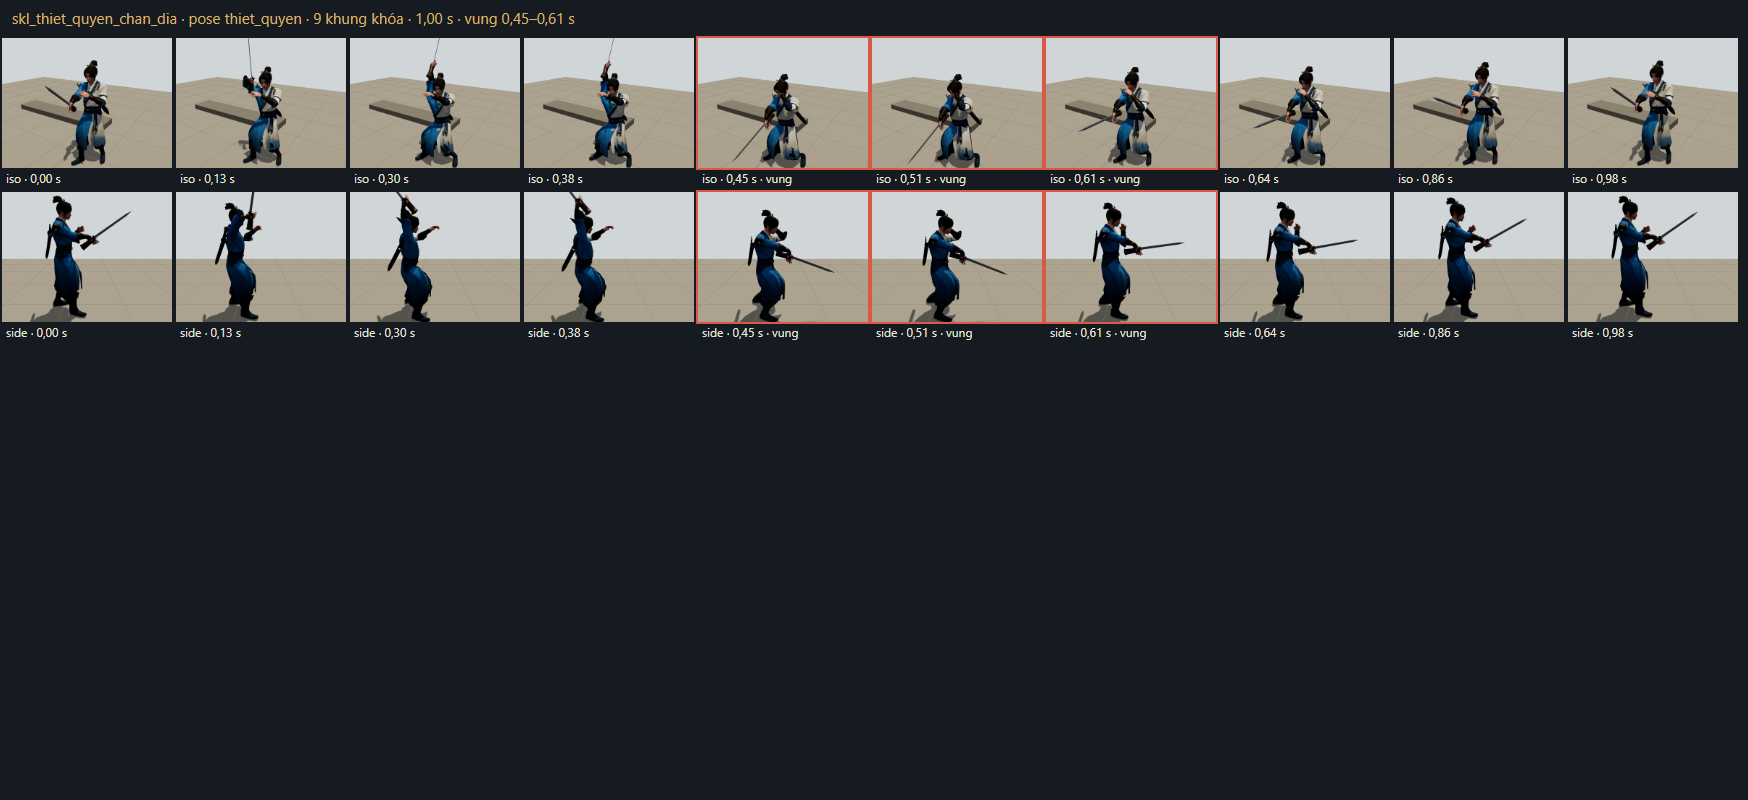 skl_thiet_quyen_chan_dia · pose thiet_quyen · 9 khung khóa · 1,00 s · vung 0,45–0,61 s
iso · 0,00 s
iso · 0,13 s
iso · 0,30 s
iso · 0,38 s
iso · 0,45 s · vung
iso · 0,51 s · vung
iso · 0,61 s · vung
iso · 0,64 s
iso · 0,86 s
iso · 0,98 s
side · 0,00 s
side · 0,13 s
side · 0,30 s
side · 0,38 s
side · 0,45 s · vung
side · 0,51 s · vung
side · 0,61 s · vung
side · 0,64 s
side · 0,86 s
side · 0,98 s